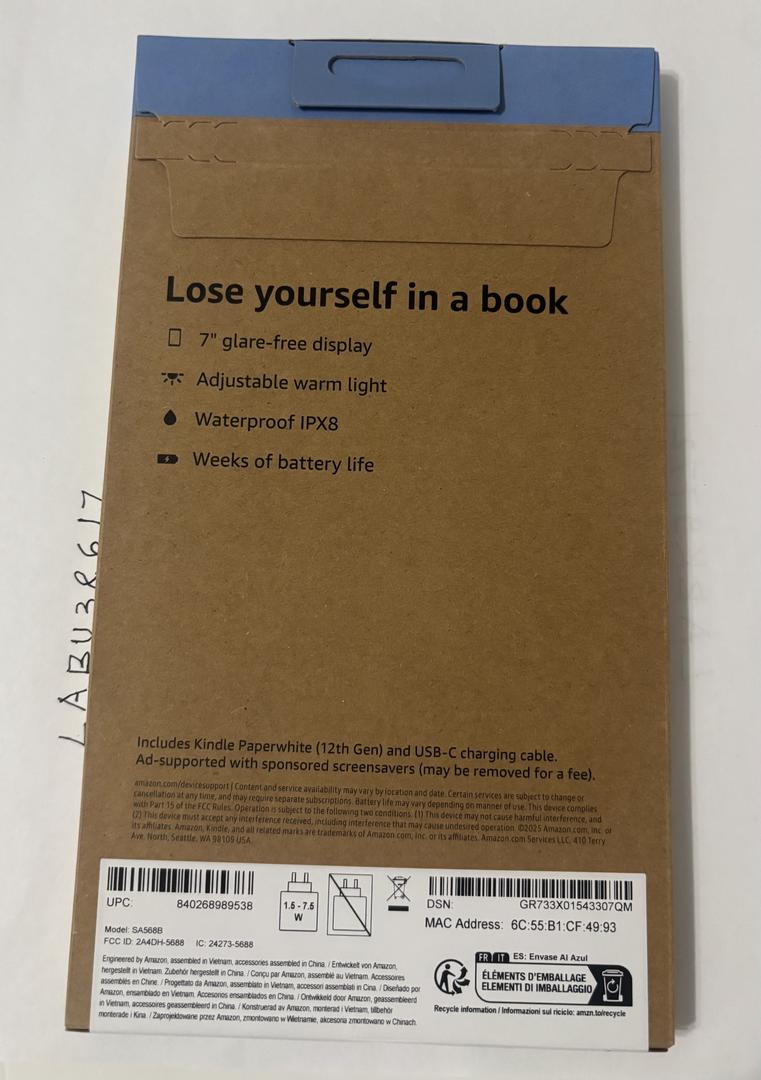 Lose yourself in a book
7" glare-free display
Adjustable warm light
Waterproof IPX8
Weeks of battery life
LABU3R617
Includes Kindle Paperwhite (12th Gen) and USB-C charging cable.
Ad-supported with sponsored screensavers (may be removed for a fee).
amazon.com/devicesupport | Content and service availability may vary by location and date. Certain services are subject to change or
cancellation at any time, and may require separate subscriptions. Battery life may vary depending on manner of use. This device complies
with Part 15 of the FCC Rules. Operation is subject to the following two conditions: (1) This device may not cause harmful interference, and
(2) This device must accept any interference received, including interference that may cause undesired operation. ©2025 Amazon.com, Inc. or
its affiliates. Amazon, Kindle, and all related marks are trademarks of Amazon.com, Inc. or its affiliates. Amazon.com Services LLC, 410 Terry
Ave. North, Seattle, WA 98109 USA.
UPC: 840268989538
Model: SA568B
FCC ID: 2A4DH-5688 IC: 24273-5688
1.5 - 7.5
W
DSN: GR733X01543307QM
MAC Address: 6C:55:B1:CF:49:93
Engineered by Amazon, assembled in Vietnam, accessories assembled in China. / Entwickelt von Amazon,
hergestellt in Vietnam. Zubehör hergestellt in China. / Conçu par Amazon, assemblé au Vietnam. Accessoires
assemblés en Chine. / Progettato da Amazon, assemblato in Vietnam, accessori assemblati in Cina. / Diseñado por
Amazon, ensamblado en Vietnam. Accesorios ensamblados en China. / Ontwikkeld door Amazon, geassembleerd
in Vietnam, accessoires geassembleerd in China. / Konstruerad av Amazon, monterad i Vietnam, tillbehör
monterade i Kina. / Zaprojektowane przez Amazon, zmontowano w Wietnamie, akcesoria zmontowano w Chinach.
FR IT ES: Envase Al Azul
ÉLÉMENTS D'EMBALLAGE
ELEMENTI DI IMBALLAGGIO
Recycle information / Informazioni sul riciclo: amzn.to/recycle